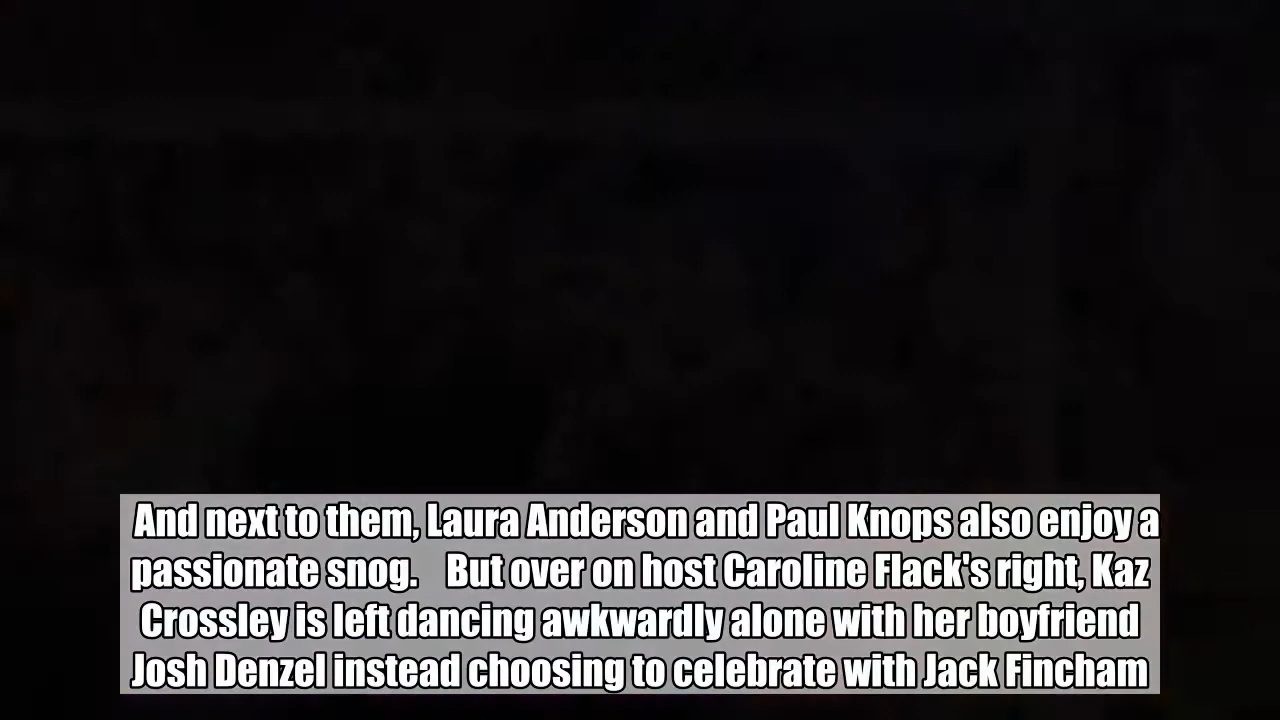 And next to them, Laura Anderson and Paul Knops also enjoy a
passionate snog.    But over on host Caroline Flack's right, Kaz
Crossley is left dancing awkwardly alone with her boyfriend
Josh Denzel instead choosing to celebrate with Jack Fincham